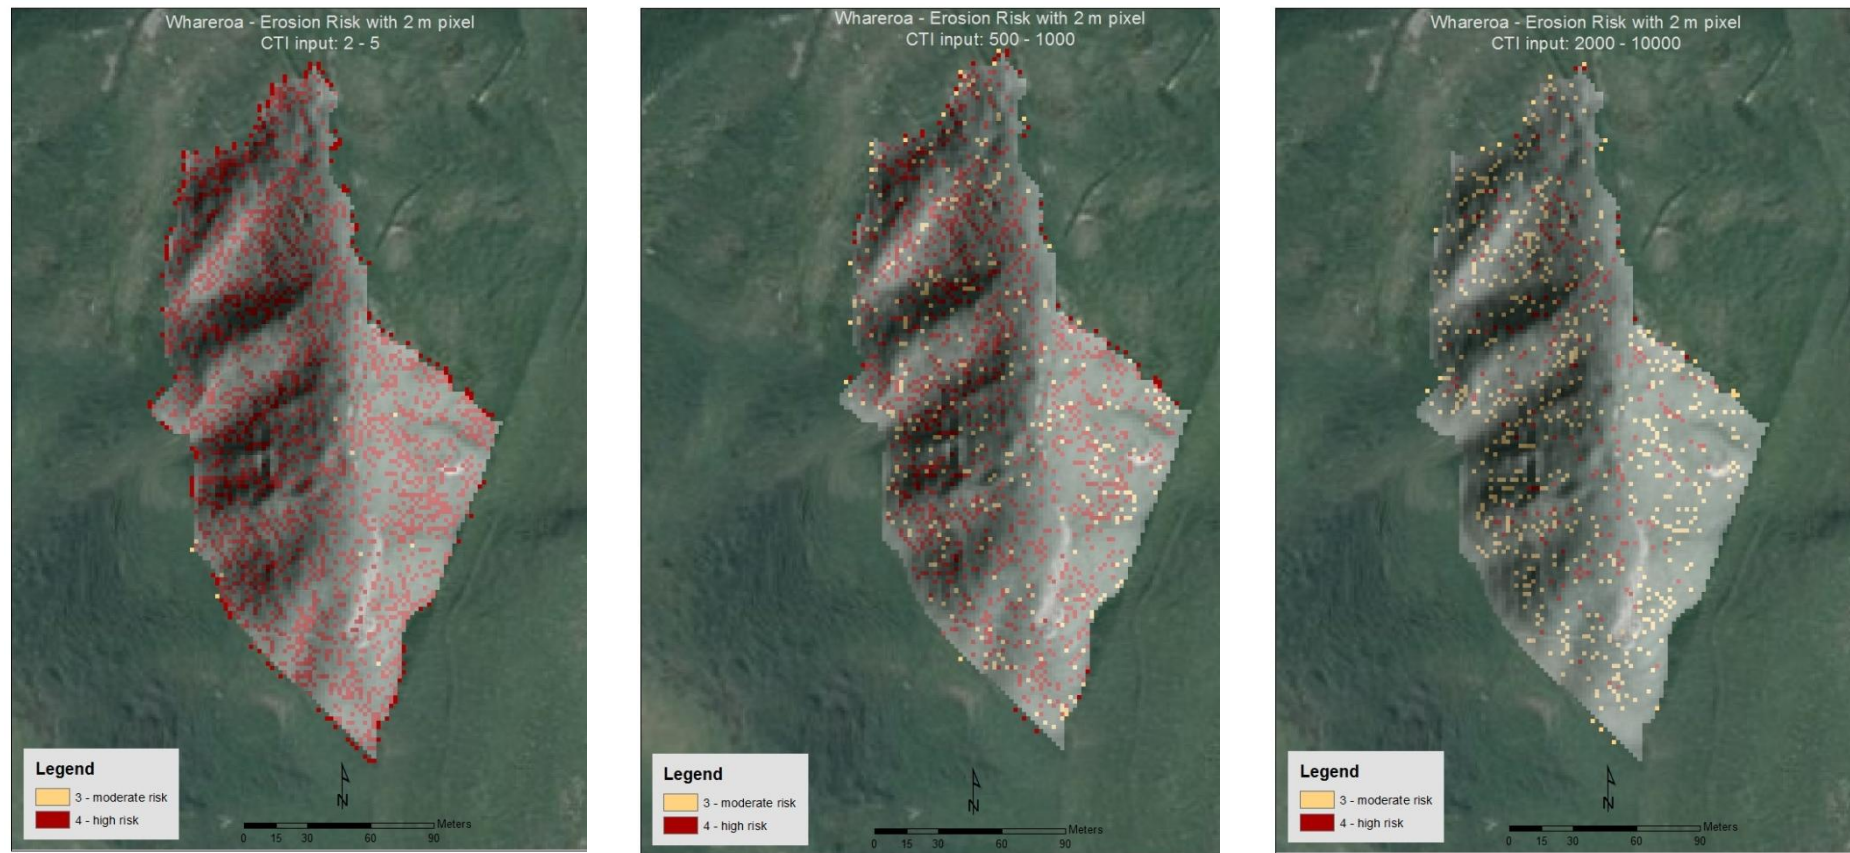 Whareroa - Erosion Risk with 2 m pixel
CTI input: 2 - 5
Legend
3 - moderate risk
4 - high risk
N
Meters
0 15 30 60 90
Whareroa - Erosion Risk with 2 m pixel
CTI input: 500 - 1000
Legend
3 - moderate risk
4 - high risk
N
Meters
0 15 30 60 90
Whareroa - Erosion Risk with 2 m pixel
CTI input: 2000 - 10000
Legend
3 - moderate risk
4 - high risk
N
Meters
0 15 30 60 90